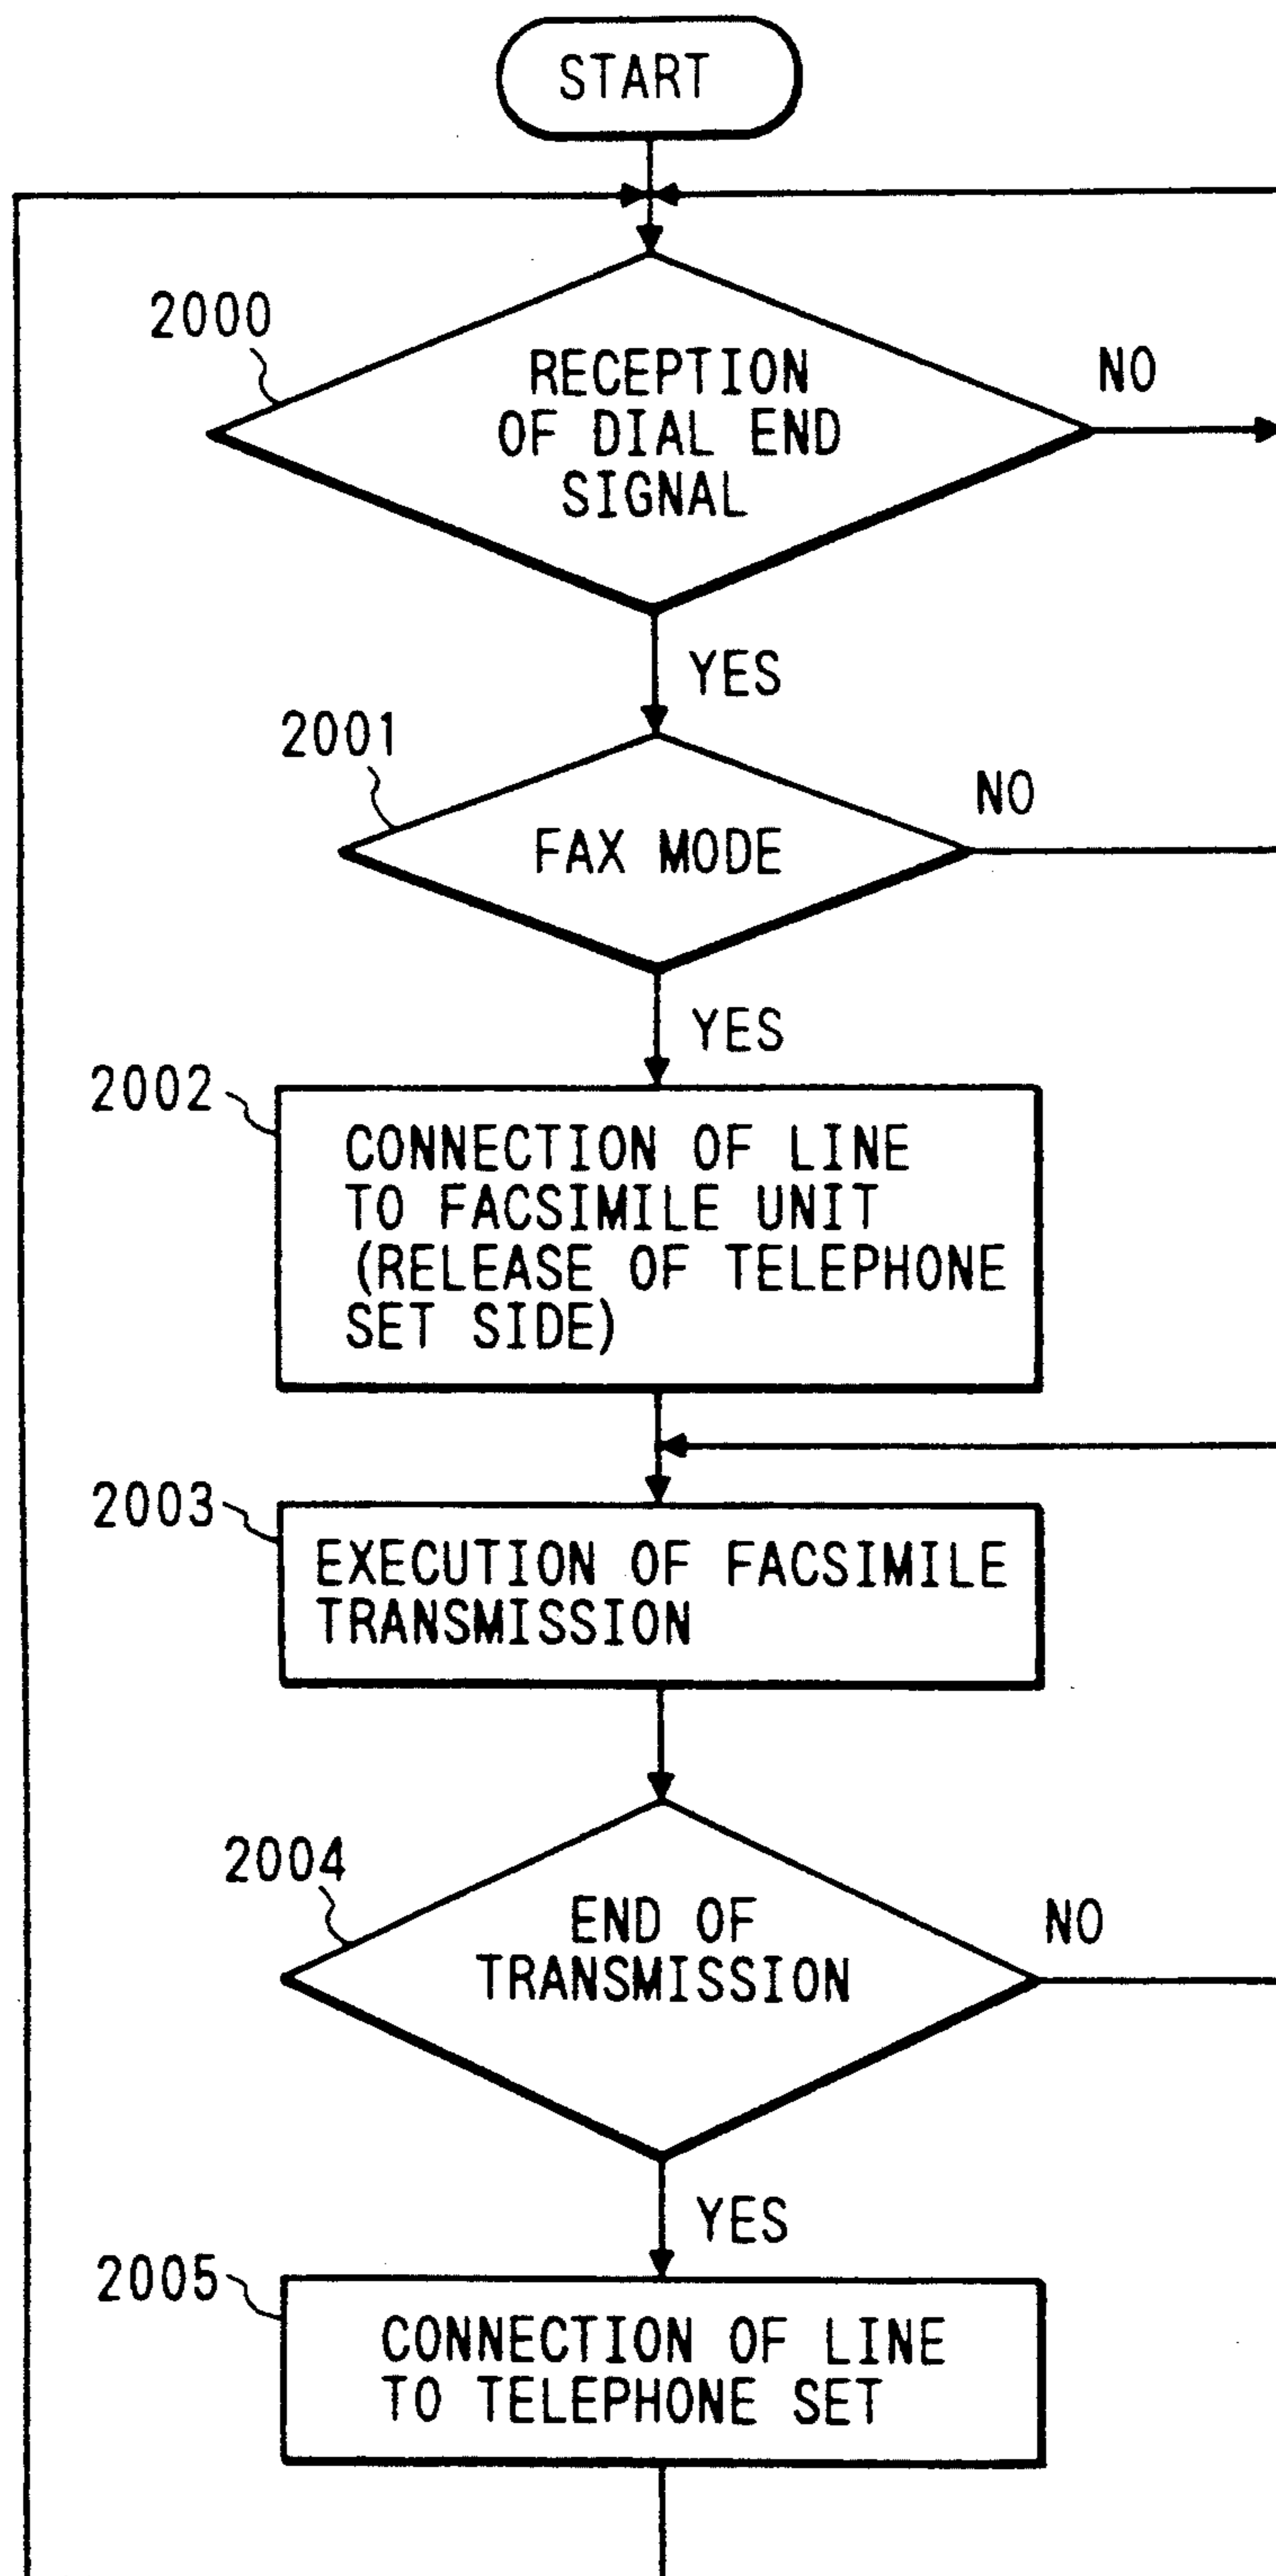 START
2000
RECEPTION
OF DIAL END
SIGNAL
NO
YES
2001
FAX MODE
NO
YES
2002
CONNECTION OF LINE
TO FACSIMILE UNIT
(RELEASE OF TELEPHONE
SET SIDE)
2003
EXECUTION OF FACSIMILE
TRANSMISSION
2004
END OF
TRANSMISSION
NO
YES
2005
CONNECTION OF LINE
TO TELEPHONE SET